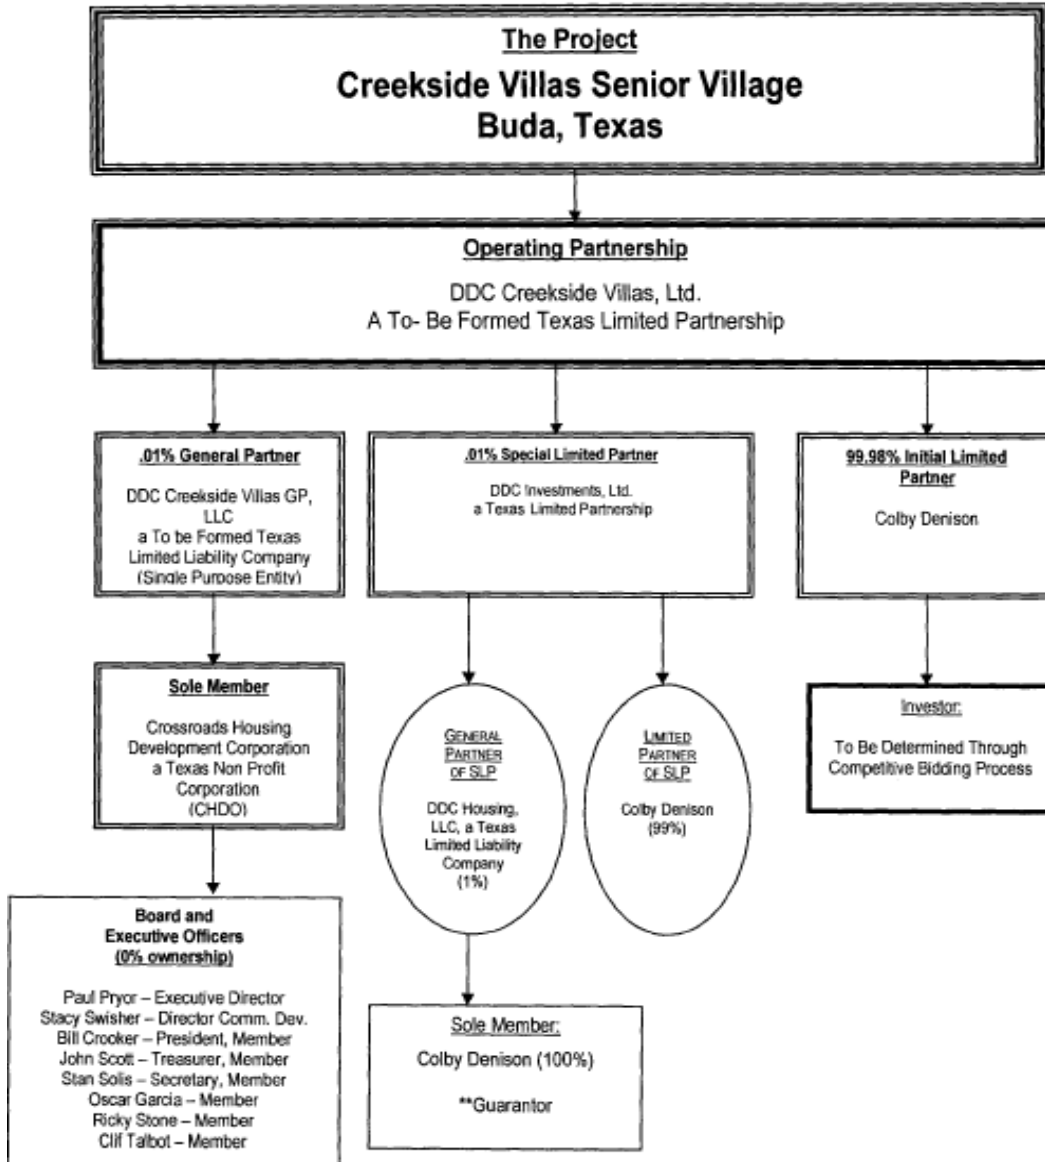 The Project
Creekside Villas Senior Village
Buda, Texas
Operating Partnership
DDC Creekside Villas, Ltd.
A To- Be Formed Texas Limited Partnership
.01% General Partner
DDC Creekside Villas GP,
LLC
a To be Formed Texas
Limited Liability Company
(Single Purpose Entity)
.01% Special Limited Partner
DDC Investments, Ltd.
a Texas Limited Partnership
99.98% Initial Limited
Partner
Colby Denison
Sole Member
Crossroads Housing
Development Corporation
a Texas Non Profit
Corporation
(CHDO)
GENERAL
PARTNER
OF SLP
DDC Housing,
LLC, a Texas
Limited Liability
Company
(1%)
LIMITED
PARTNER
OF SLP
Colby Denison
(99%)
Investor:
To Be Determined Through
Competitive Bidding Process
Board and
Executive Officers
(0% ownership)
Paul Pryor – Executive Director
Stacy Swisher – Director Comm. Dev.
Bill Crooker – President, Member
John Scott – Treasurer, Member
Stan Solis – Secretary, Member
Oscar Garcia – Member
Ricky Stone – Member
Clif Talbot – Member
Sole Member:
Colby Denison (100%)
**Guarantor